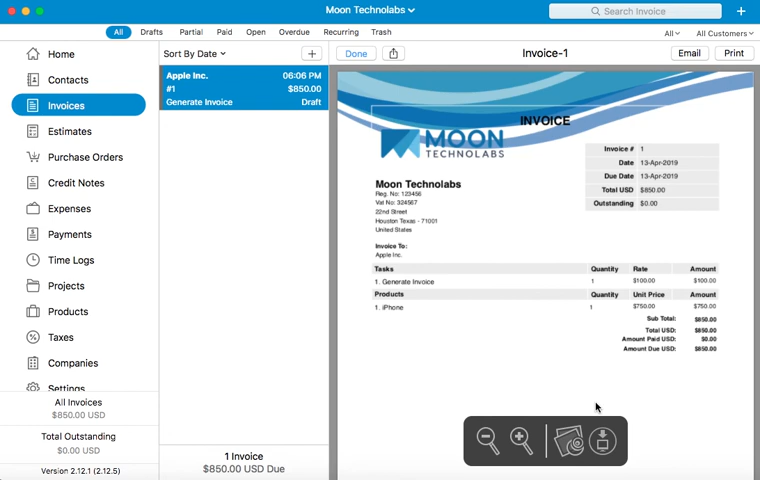 Moon Technolabs
Search Invoice
+
All Drafts Partial Paid Open Overdue Recurring Trash
All All Customers
Home
Contacts
Invoices
Estimates
Purchase Orders
Credit Notes
Expenses
Payments
Time Logs
Projects
Products
Taxes
Companies
Settings
All Invoices
$850.00 USD
Total Outstanding
$0.00 USD
Version 2.12.1 (2.12.5)
Sort By Date
+
Apple Inc. 06:06 PM
#1 $850.00
Generate Invoice Draft
1 Invoice
$850.00 USD Due
Done Invoice-1 Email Print
INVOICE
MOON
TECHNOLABS
Invoice # 1
Date 13-Apr-2019
Due Date 13-Apr-2019
Total USD $850.00
Outstanding $0.00
Moon Technolabs
Reg. No: 123456
Vat No: 324567
22nd Street
Houston Texas - 71001
United States
Invoice To:
Apple Inc.
Tasks Quantity Rate Amount
1. Generate Invoice 1 $100.00 $100.00
Products Quantity Unit Price Amount
1. iPhone 1 $750.00 $750.00
Sub Total: $850.00
Total USD: $850.00
Amount Paid USD: $0.00
Amount Due USD: $850.00